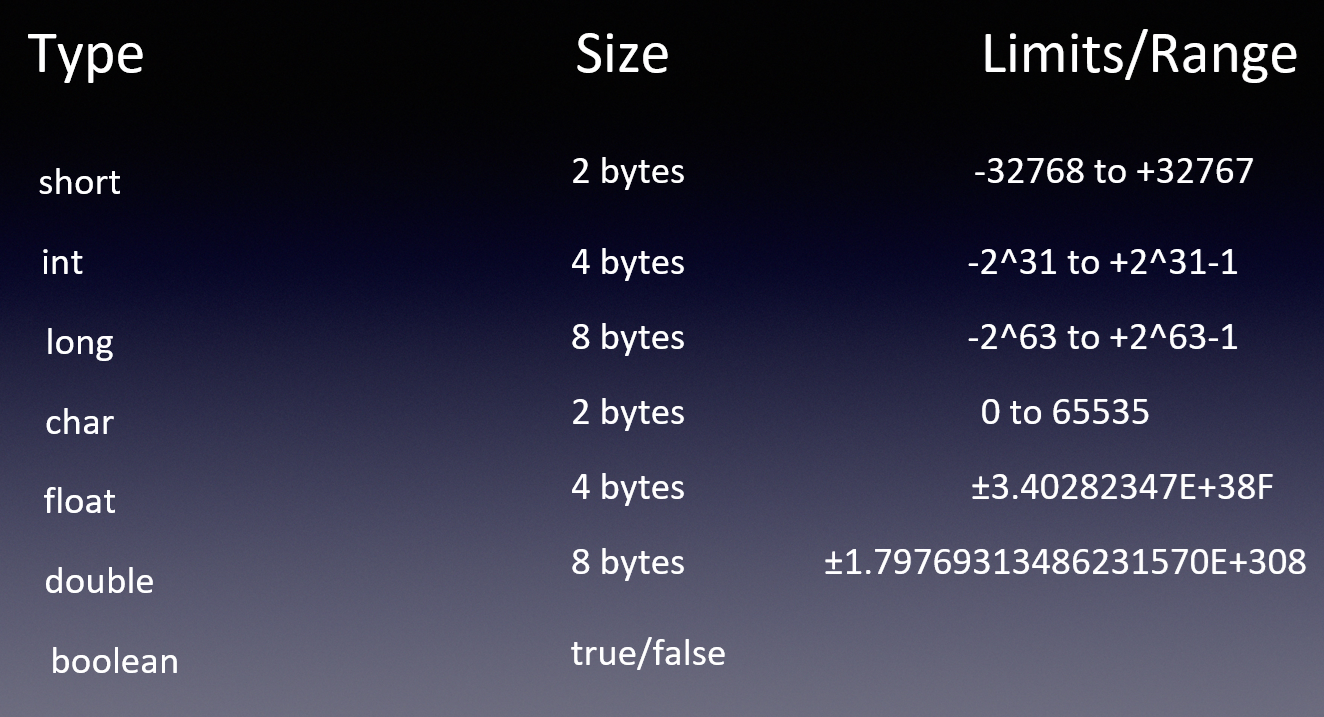 Type Size Limits/Range
short 2 bytes -32768 to +32767
int 4 bytes -2^31 to +2^31-1
long 8 bytes -2^63 to +2^63-1
char 2 bytes 0 to 65535
float 4 bytes ±3.40282347E+38F
double 8 bytes ±1.79769313486231570E+308
boolean true/false